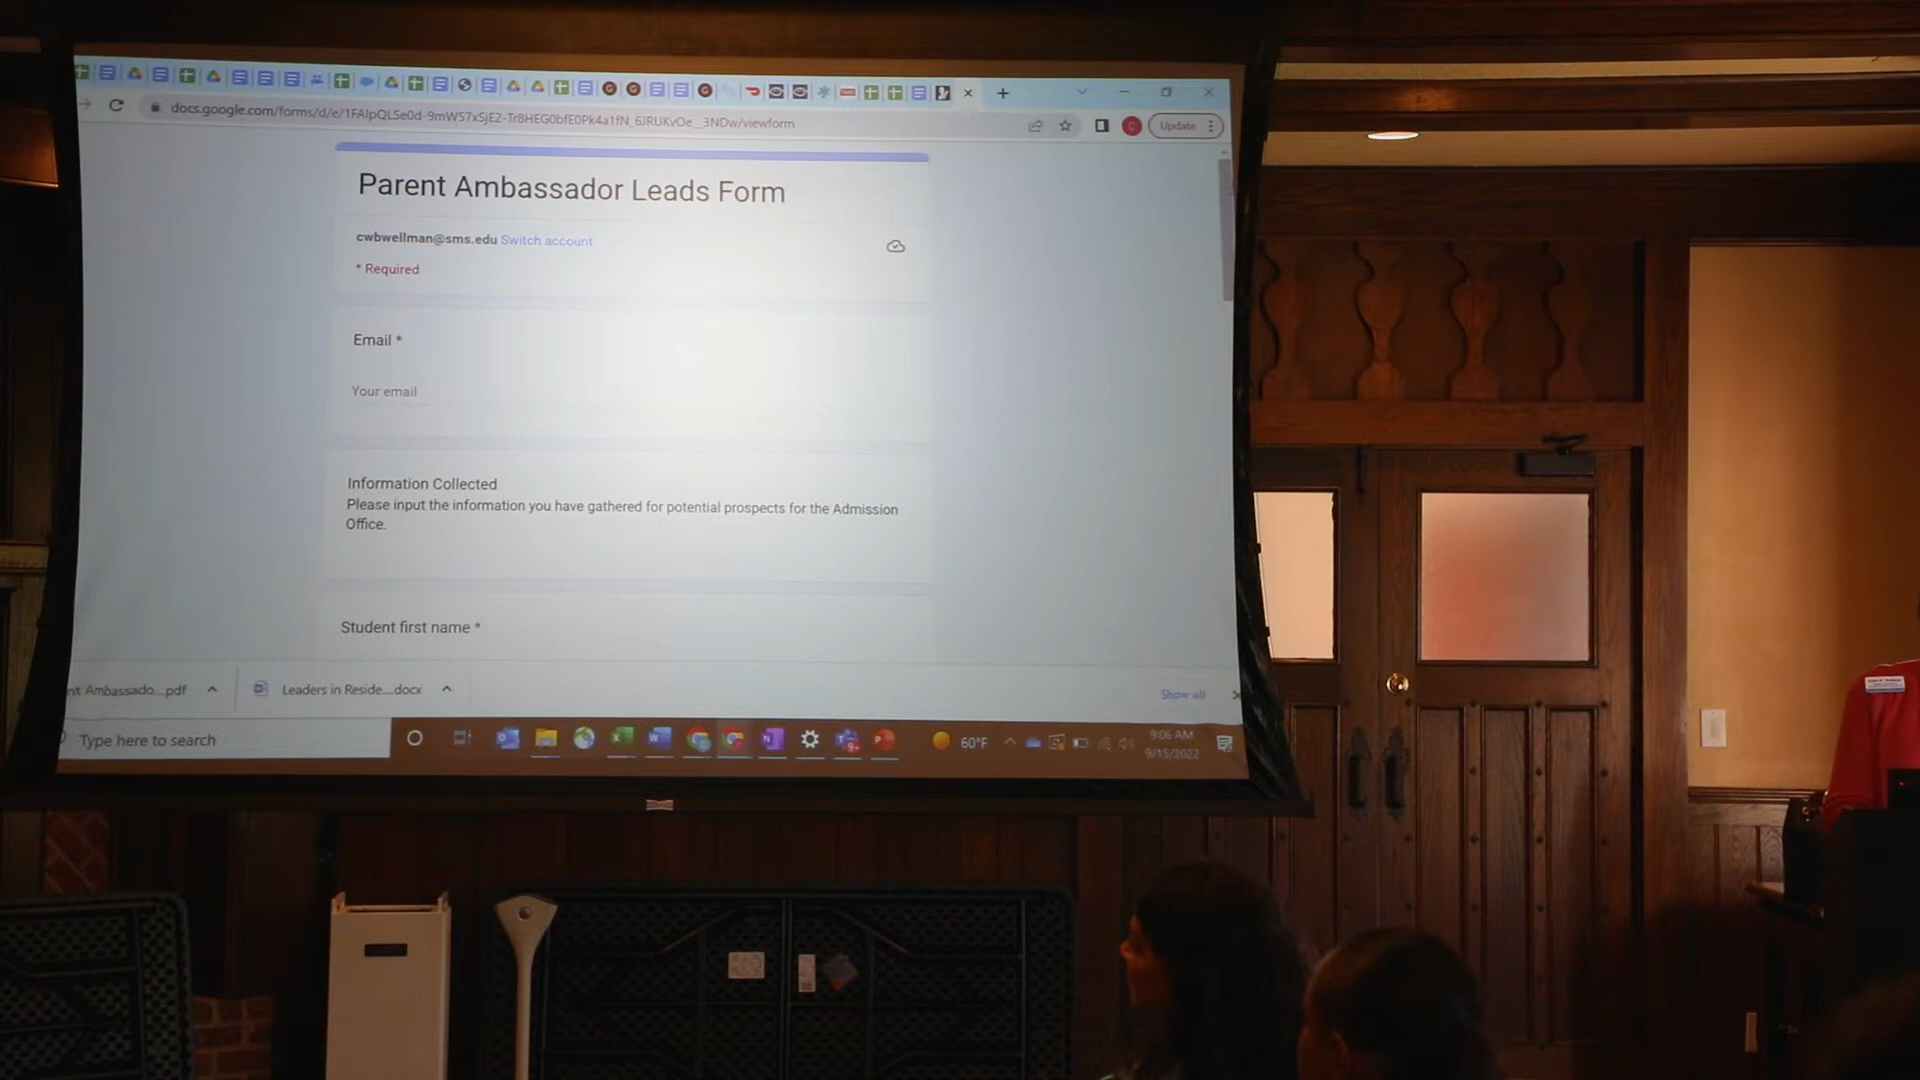 docs.google.com/forms/d/e/1FAIpQLSe0d-9mW57xSjE2-Tr8HEG0bfE0Pk4a1fN_6JRUKvOe__3NDw/viewform
Update
Parent Ambassador Leads Form
cwbwellman@sms.edu Switch account
* Required
Email *
Your email
Information Collected
Please input the information you have gathered for potential prospects for the Admission
Office.
Student first name *
nt Ambassado...pdf
Leaders in Reside....docx
Show all
Type here to search
60°F
9:06 AM
9/15/2022